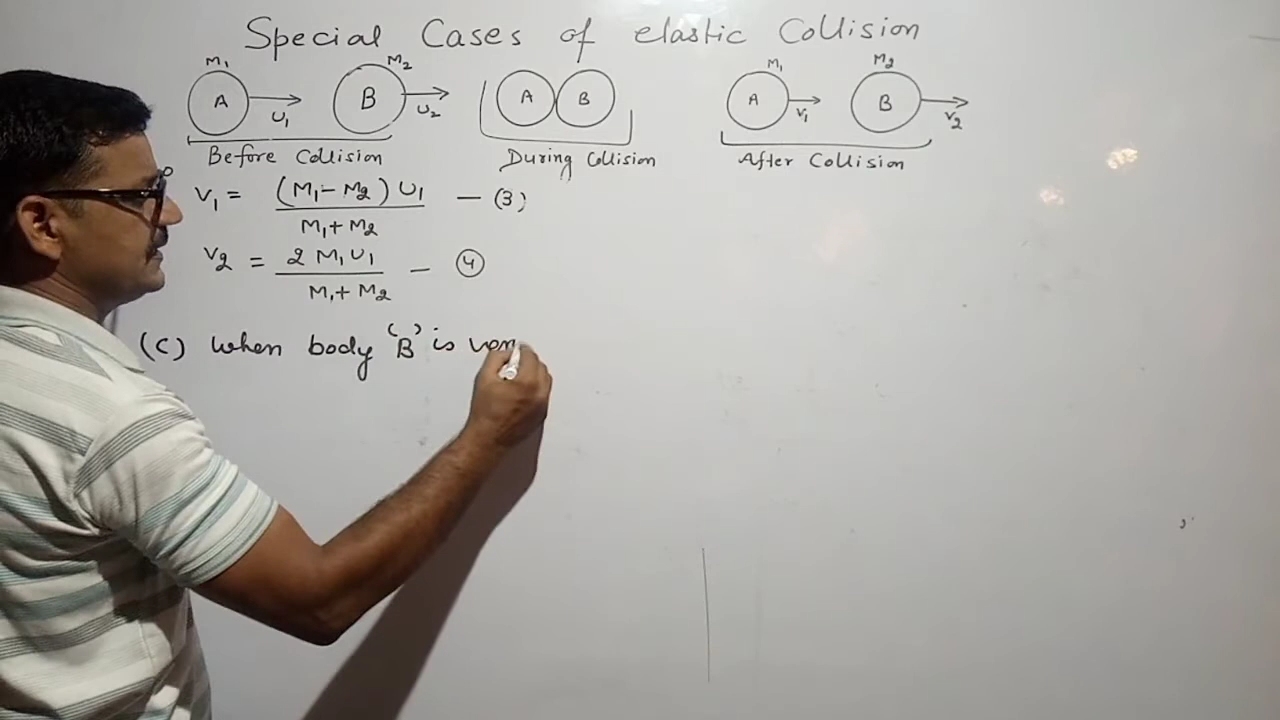 Special Cases of elastic Collision
M₁ M₂ M₁ M₂
A B A B A B
U₁ U₂ V₁ V₂
Before Collision During Collision After Collision
V₁ = (M₁ - M₂) U₁ / M₁ + M₂ — (3)
V₂ = 2 M₁ U₁ / M₁ + M₂ — (4)
(C) When body 'B' is very